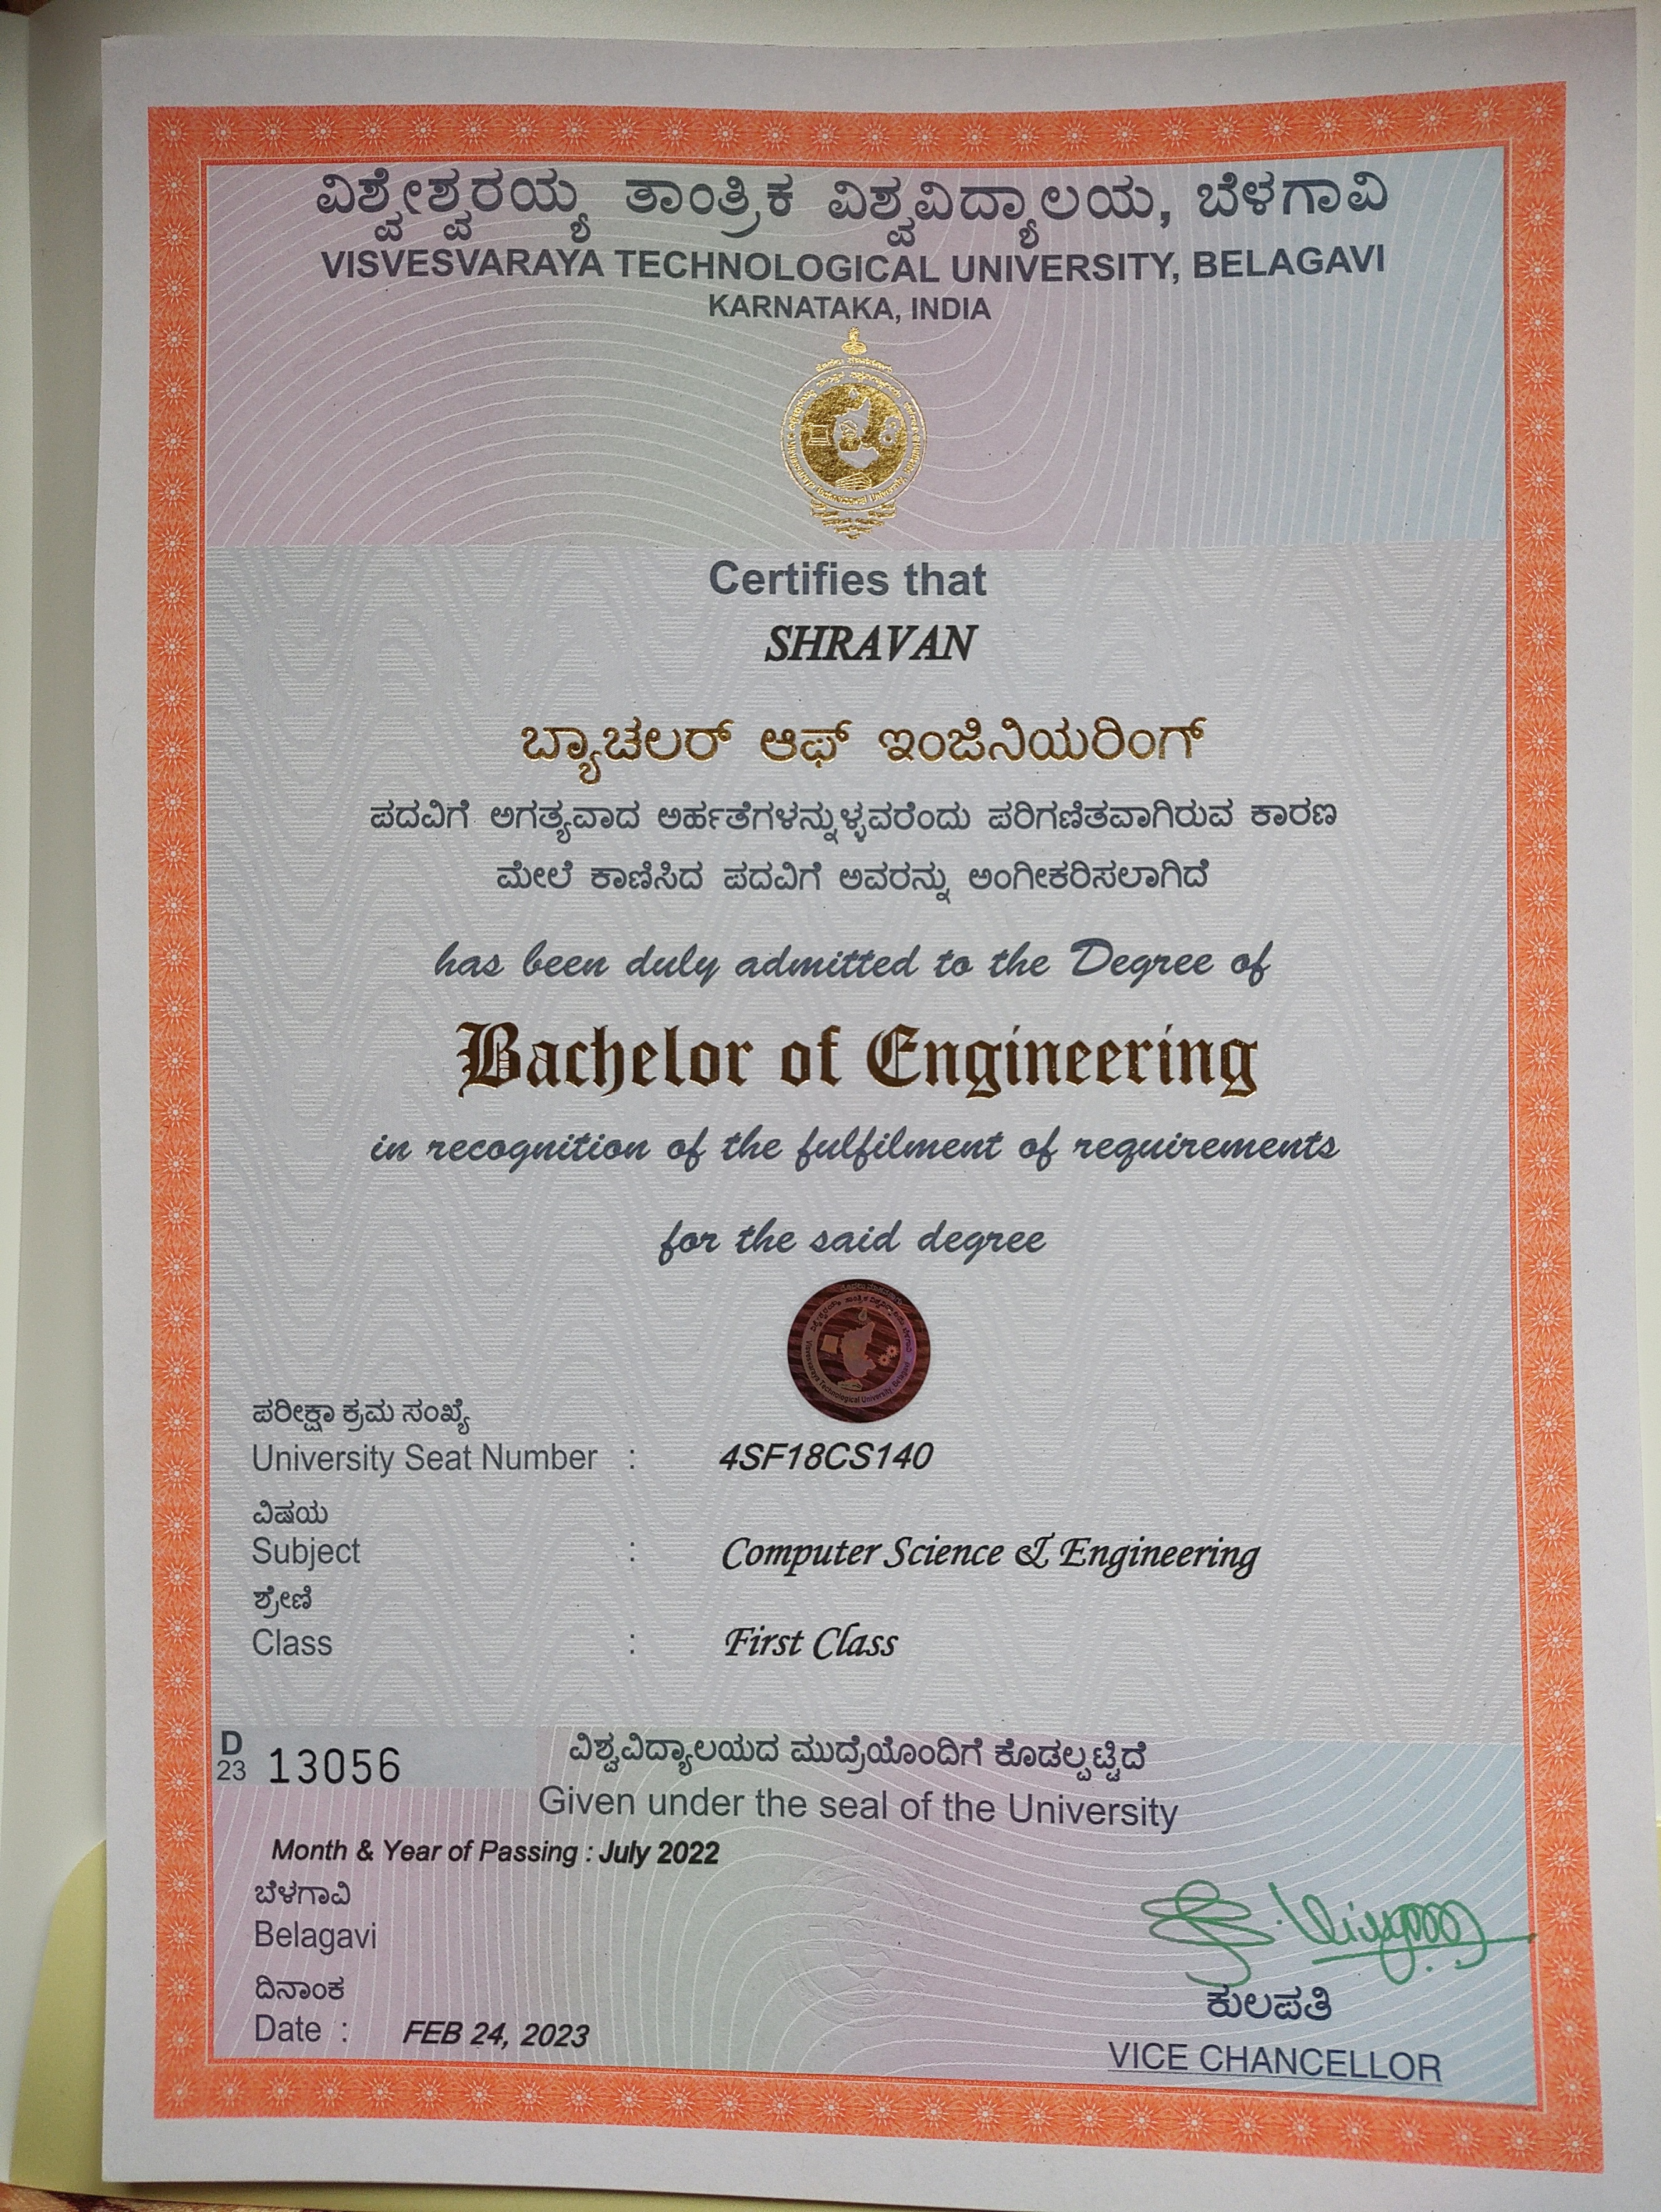 ವಿಶ್ವೇಶ್ವರಯ್ಯ ತಾಂತ್ರಿಕ ವಿಶ್ವವಿದ್ಯಾಲಯ, ಬೆಳಗಾವಿ
VISVESVARAYA TECHNOLOGICAL UNIVERSITY, BELAGAVI
KARNATAKA, INDIA
Certifies that
SHRAVAN
ಬ್ಯಾಚಲರ್ ಆಫ್ ಇಂಜಿನಿಯರಿಂಗ್
ಪದವಿಗೆ ಅಗತ್ಯವಾದ ಅರ್ಹತೆಗಳನ್ನುಳ್ಳವರೆಂದು ಪರಿಗಣಿತವಾಗಿರುವ ಕಾರಣ
ಮೇಲೆ ಕಾಣಿಸಿದ ಪದವಿಗೆ ಅವರನ್ನು ಅಂಗೀಕರಿಸಲಾಗಿದೆ
has been duly admitted to the Degree of
Bachelor of Engineering
in recognition of the fulfilment of requirements
for the said degree
Visvesvaraya Technological University, Belagavi
ಪರೀಕ್ಷಾ ಕ್ರಮ ಸಂಖ್ಯೆ
University Seat Number : 4SF18CS140
ವಿಷಯ
Subject : Computer Science & Engineering
ಶ್ರೇಣಿ
Class : First Class
D
23 13056
ವಿಶ್ವವಿದ್ಯಾಲಯದ ಮುದ್ರೆಯೊಂದಿಗೆ ಕೊಡಲ್ಪಟ್ಟಿದೆ
Given under the seal of the University
Month & Year of Passing : July 2022
ಬೆಳಗಾವಿ
Belagavi
ದಿನಾಂಕ
Date : FEB 24, 2023
ಕುಲಪತಿ
VICE CHANCELLOR